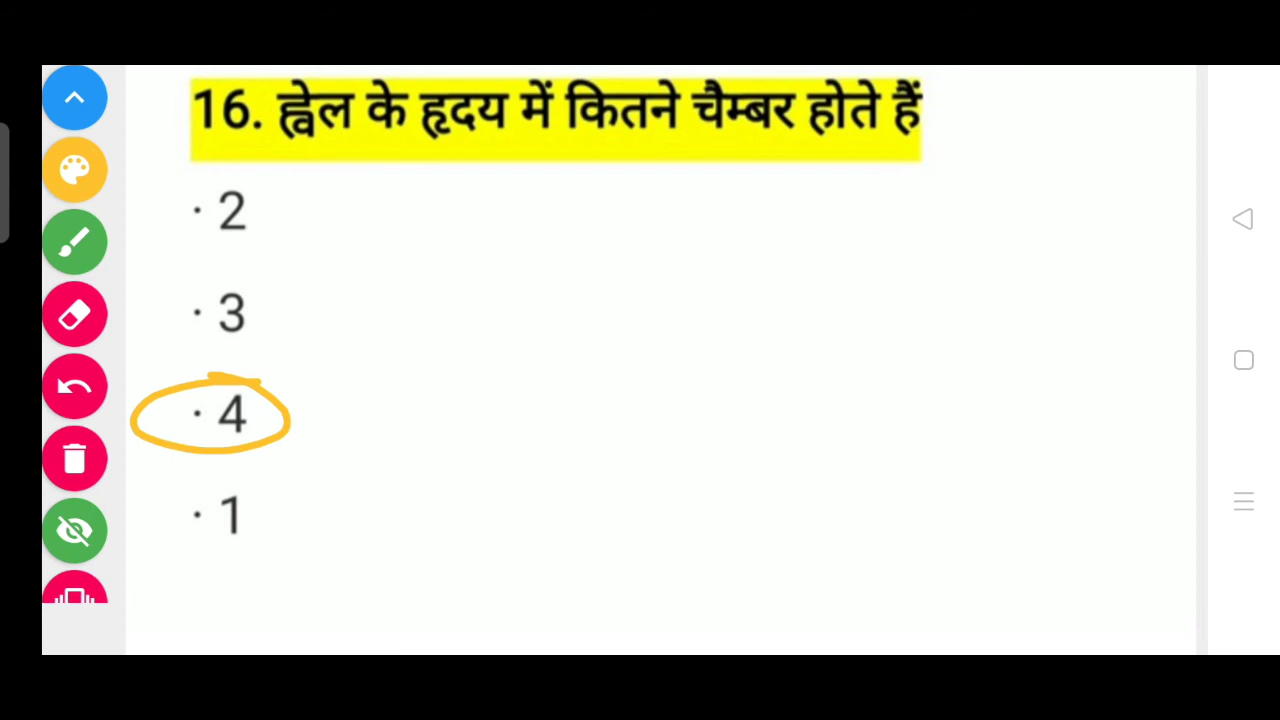 16. ह्वेल के हृदय में कितने चैम्बर होते हैं
· 2
· 3
· 4
· 1